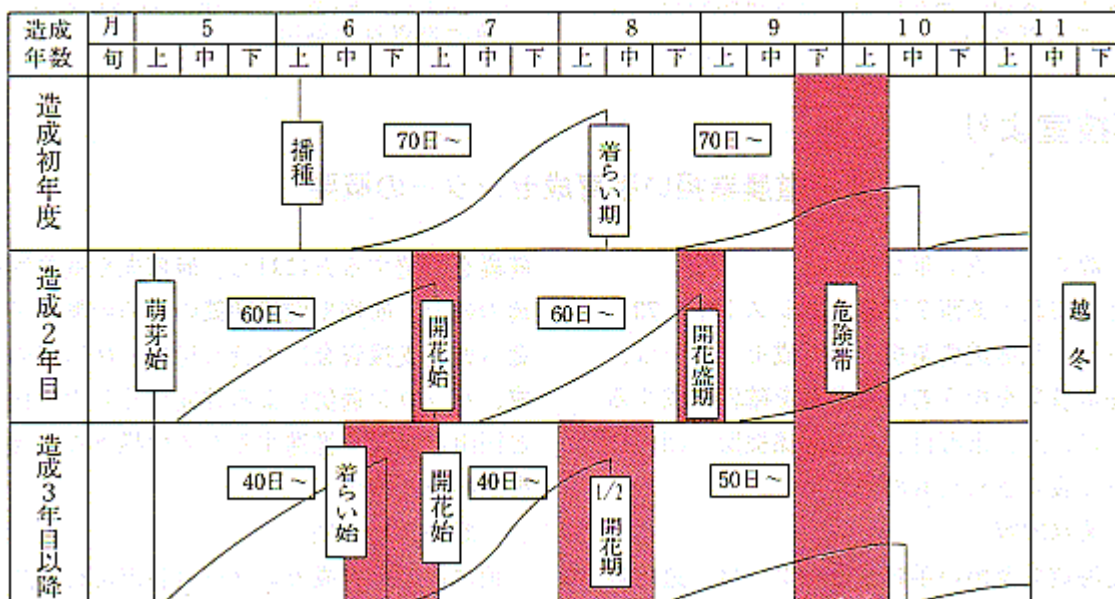 造成年数 月 5 6 7 8 9 10 11
旬 上 中 下 上 中 下 上 中 下 上 中 下 上 中 下 上 中 下 上 中 下
造成初年度
播種
70日～
着らい期
70日～
造成2年目
萌芽始
60日～
開花始
60日～
開花盛期
危険帯
越冬
造成3年目以降
40日～
着らい始
開花始
40日～
1/2開花期
50日～